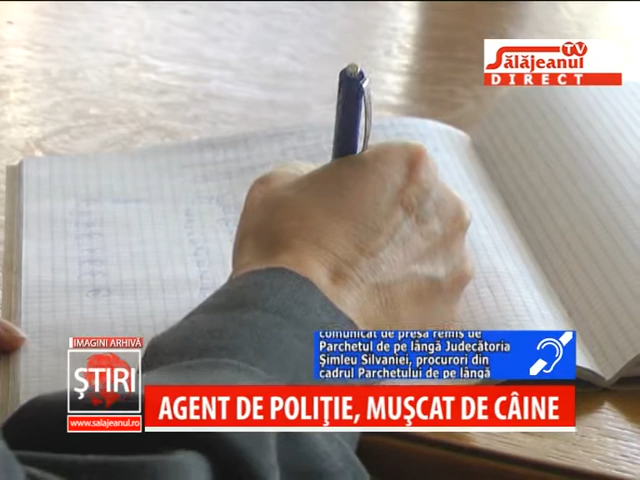 Sălăjeanul TV
DIRECT
IMAGINI ARHIVĂ
ŞTIRI
www.salajeanul.ro
comunicat de presă remis de
Parchetul de pe lângă Judecătoria
Şimleu Silvaniei, procurori din
cadrul Parchetului de pe lângă
AGENT DE POLIŢIE, MUŞCAT DE CÂINE